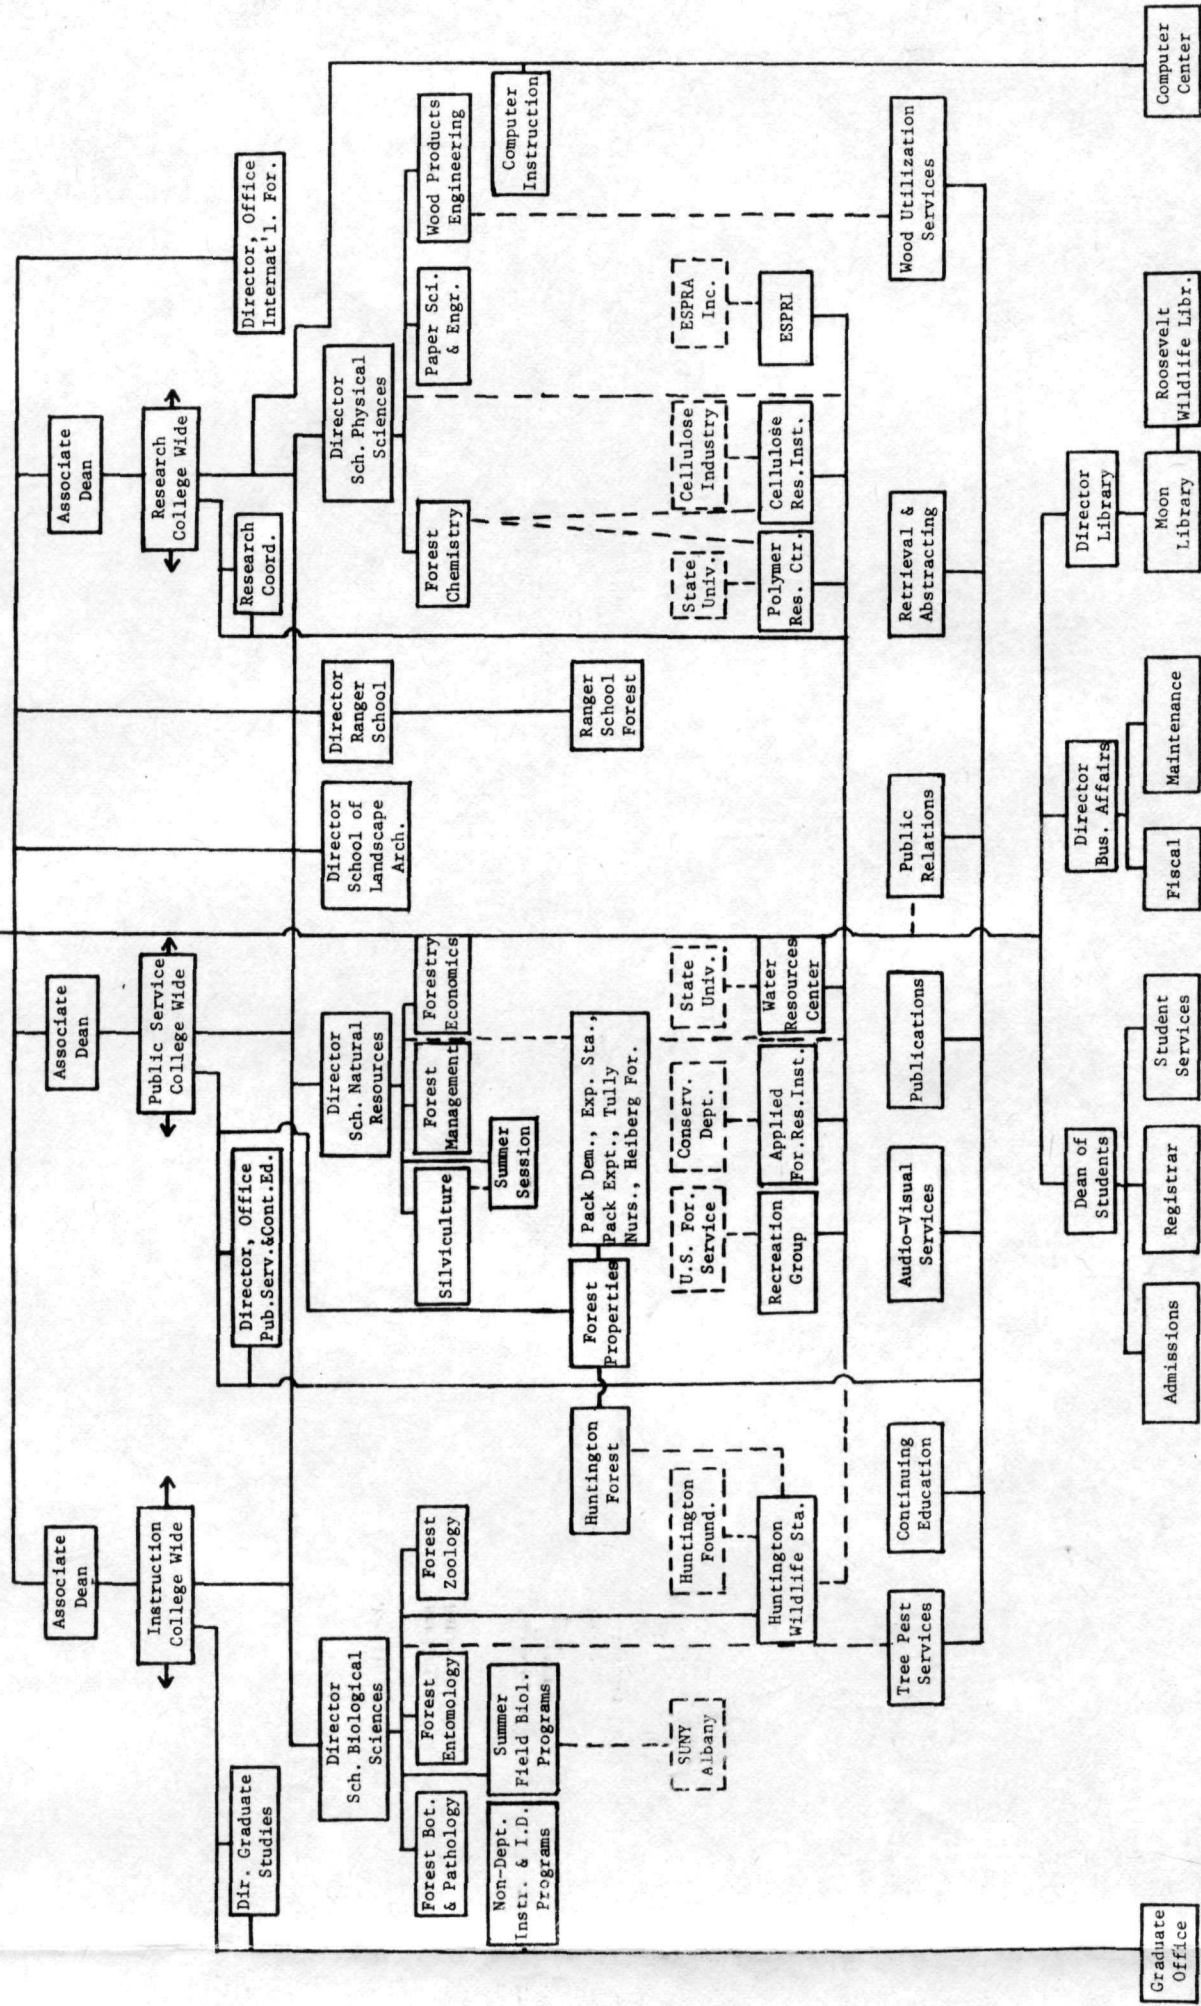 Associate
Dean
Associate
Dean
Associate
Dean
Instruction
College Wide
Public Service
College Wide
Research
College Wide
Dir. Graduate
Studies
Director, Office
Pub.Serv.&Cont.Ed.
Research
Coord.
Director, Office
Internat'l. For.
Director
Sch. Biological
Sciences
Director
Sch. Natural
Resources
Director
School of
Landscape
Arch.
Director
Ranger
School
Director
Sch. Physical
Sciences
Forest Bot.
& Pathology
Forest
Entomology
Forest
Zoology
Silviculture
Forest
Management
Forestry
Economics
Forest
Chemistry
Paper Sci.
& Engr.
Wood Products
Engineering
Non-Dept.
Instr. & I.D.
Programs
Summer
Field Biol.
Programs
Summer
Session
Computer
Instruction
Huntington
Forest
Forest
Properties
Pack Dem., Exp. Sta.,
Pack Expt., Tully
Nurs., Heiberg For.
Ranger
School
Forest
SUNY
Albany
Huntington
Found.
U.S. For.
Service
Conserv.
Dept.
State
Univ.
State
Univ.
Cellulose
Industry
ESPRA
Inc.
Huntington
Wildlife Sta.
Recreation
Group
Applied
For.Res.Inst.
Water
Resources
Center
Polymer
Res. Ctr.
Cellulose
Res.Inst.
ESPRI
Tree Pest
Services
Continuing
Education
Audio-Visual
Services
Publications
Public
Relations
Retrieval &
Abstracting
Wood Utilization
Services
Dean of
Students
Director
Bus. Affairs
Director
Library
Graduate
Office
Admissions
Registrar
Student
Services
Fiscal
Maintenance
Moon
Library
Roosevelt
Wildlife Libr.
Computer
Center